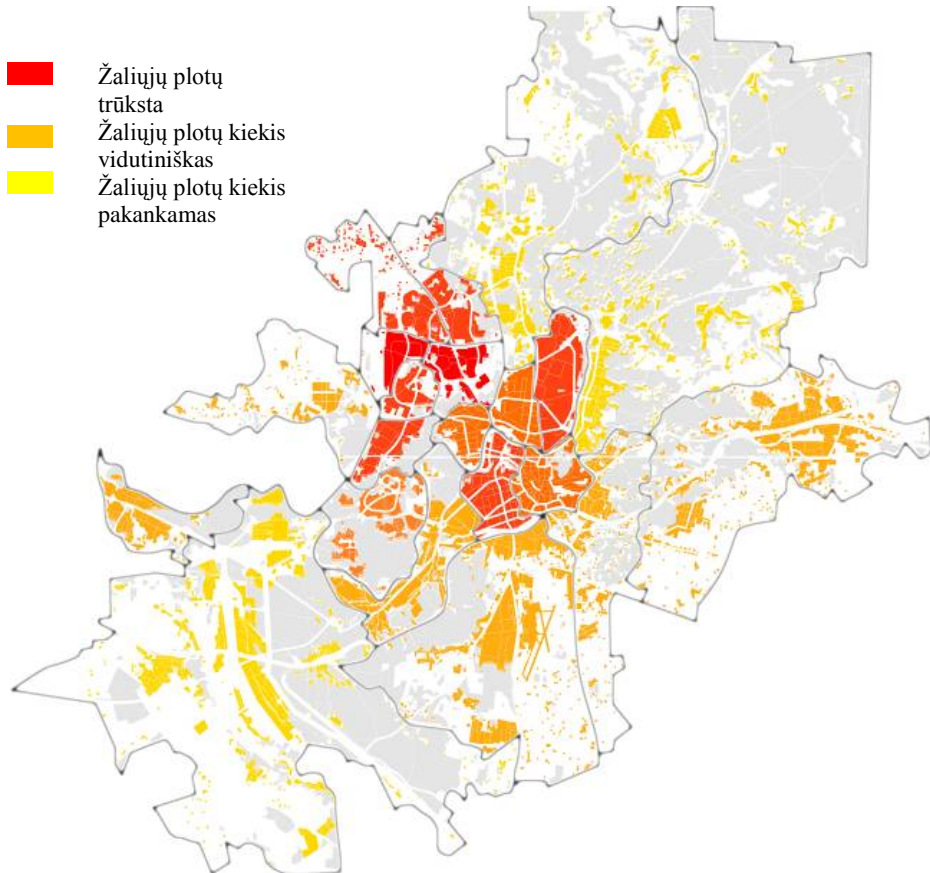 Žaliųjų plotų
trūksta
Žaliųjų plotų kiekis
vidutiniškas
Žaliųjų plotų kiekis
pakankamas